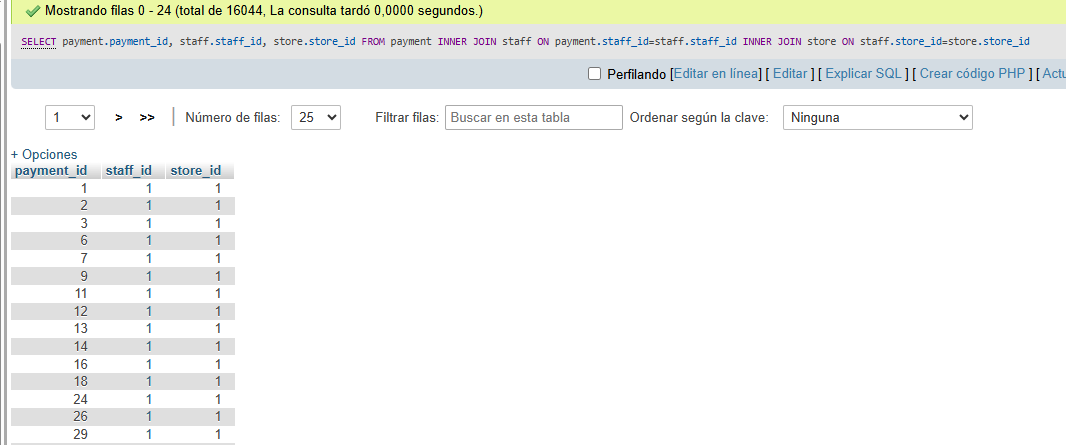 Mostrando filas 0 - 24 (total de 16044, La consulta tardó 0,0000 segundos.)
SELECT payment.payment_id, staff.staff_id, store.store_id FROM payment INNER JOIN staff ON payment.staff_id=staff.staff_id INNER JOIN store ON staff.store_id=store.store_id
Perfilando [Editar en línea] [ Editar ] [ Explicar SQL ] [ Crear código PHP ] [ Actu
1 > >> | Número de filas: 25 Filtrar filas: Buscar en esta tabla Ordenar según la clave: Ninguna
+ Opciones
payment_id staff_id store_id
1 1 1
2 1 1
3 1 1
6 1 1
7 1 1
9 1 1
11 1 1
12 1 1
13 1 1
14 1 1
16 1 1
18 1 1
24 1 1
26 1 1
29 1 1